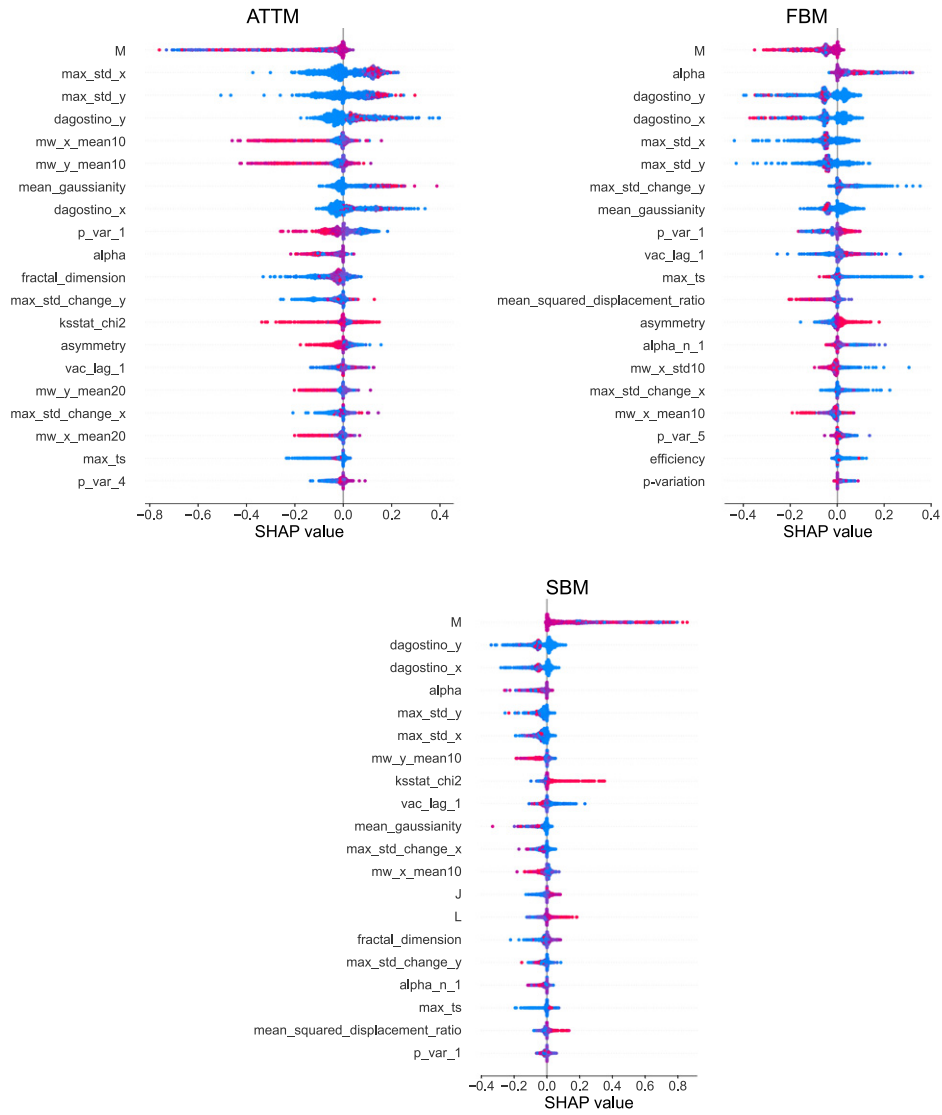 ATTM
M
max_std_x
max_std_y
dagostino_y
mw_x_mean10
mw_y_mean10
mean_gaussianity
dagostino_x
p_var_1
alpha
fractal_dimension
max_std_change_y
ksstat_chi2
asymmetry
vac_lag_1
mw_y_mean20
max_std_change_x
mw_x_mean20
max_ts
p_var_4
−0.8 −0.6 −0.4 −0.2 0.0 0.2 0.4
SHAP value
FBM
M
alpha
dagostino_y
dagostino_x
max_std_x
max_std_y
max_std_change_y
mean_gaussianity
p_var_1
vac_lag_1
max_ts
mean_squared_displacement_ratio
asymmetry
alpha_n_1
mw_x_std10
max_std_change_x
mw_x_mean10
p_var_5
efficiency
p-variation
−0.4 −0.2 0.0 0.2 0.4
SHAP value
SBM
M
dagostino_y
dagostino_x
alpha
max_std_y
max_std_x
mw_y_mean10
ksstat_chi2
vac_lag_1
mean_gaussianity
max_std_change_x
mw_x_mean10
J
L
fractal_dimension
max_std_change_y
alpha_n_1
max_ts
mean_squared_displacement_ratio
p_var_1
−0.4 −0.2 0.0 0.2 0.4 0.6 0.8
SHAP value